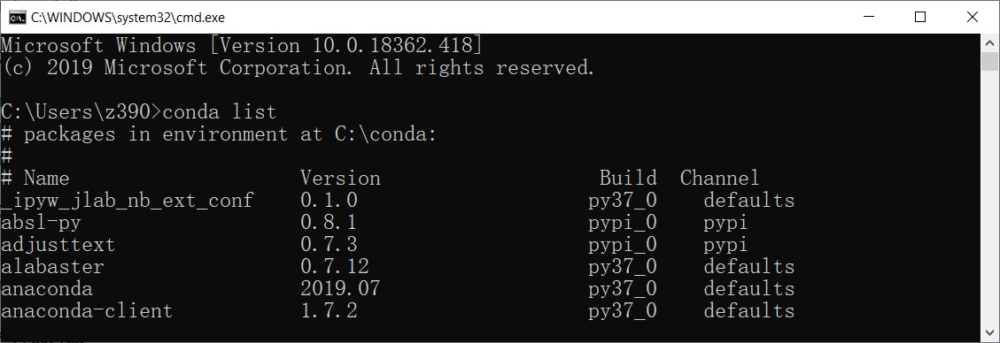 C:\WINDOWS\system32\cmd.exe
Microsoft Windows [Version 10.0.18362.418]
(c) 2019 Microsoft Corporation. All rights reserved.
C:\Users\z390>conda list
# packages in environment at C:\conda:
#
# Name                    Version                   Build  Channel
_ipyw_jlab_nb_ext_conf    0.1.0                    py37_0    defaults
absl-py                   0.8.1                    pypi_0    pypi
adjusttext                0.7.3                    pypi_0    pypi
alabaster                 0.7.12                   py37_0    defaults
anaconda                  2019.07                  py37_0    defaults
anaconda-client           1.7.2                    py37_0    defaults